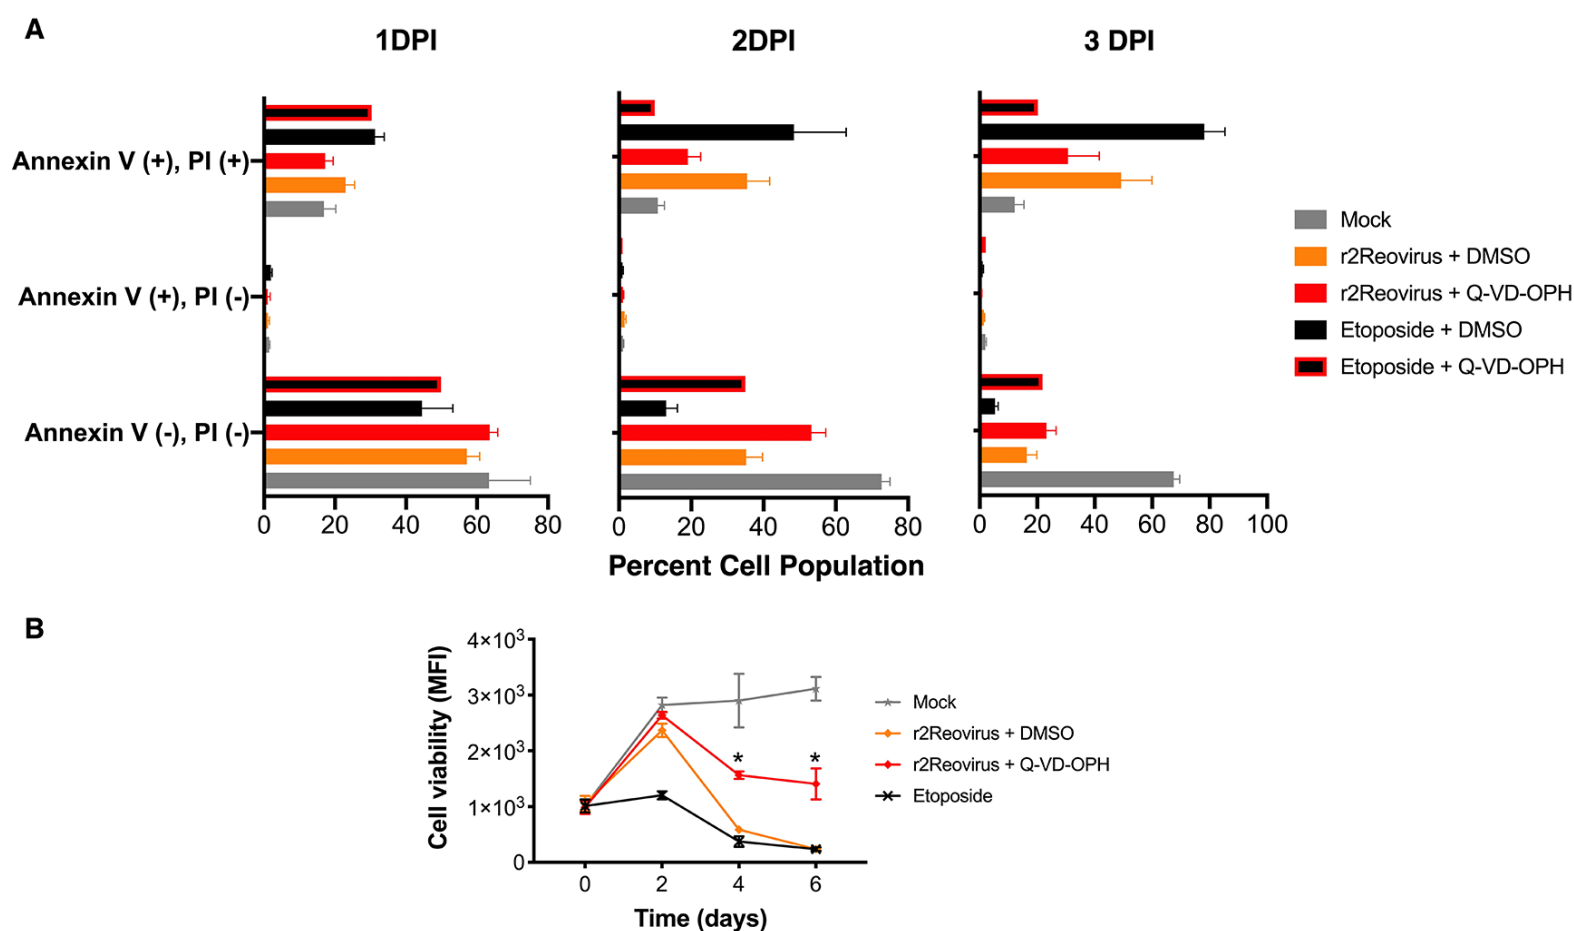 A
1DPI
2DPI
3 DPI
Annexin V (+), PI (+)
Annexin V (+), PI (-)
Annexin V (-), PI (-)
0 20 40 60 80
0 20 40 60 80
0 20 40 60 80 100
Percent Cell Population
Mock
r2Reovirus + DMSO
r2Reovirus + Q-VD-OPH
Etoposide + DMSO
Etoposide + Q-VD-OPH
B
Cell viability (MFI)
4×10³
3×10³
2×10³
1×10³
0
* *
0 2 4 6
Time (days)
Mock
r2Reovirus + DMSO
r2Reovirus + Q-VD-OPH
Etoposide